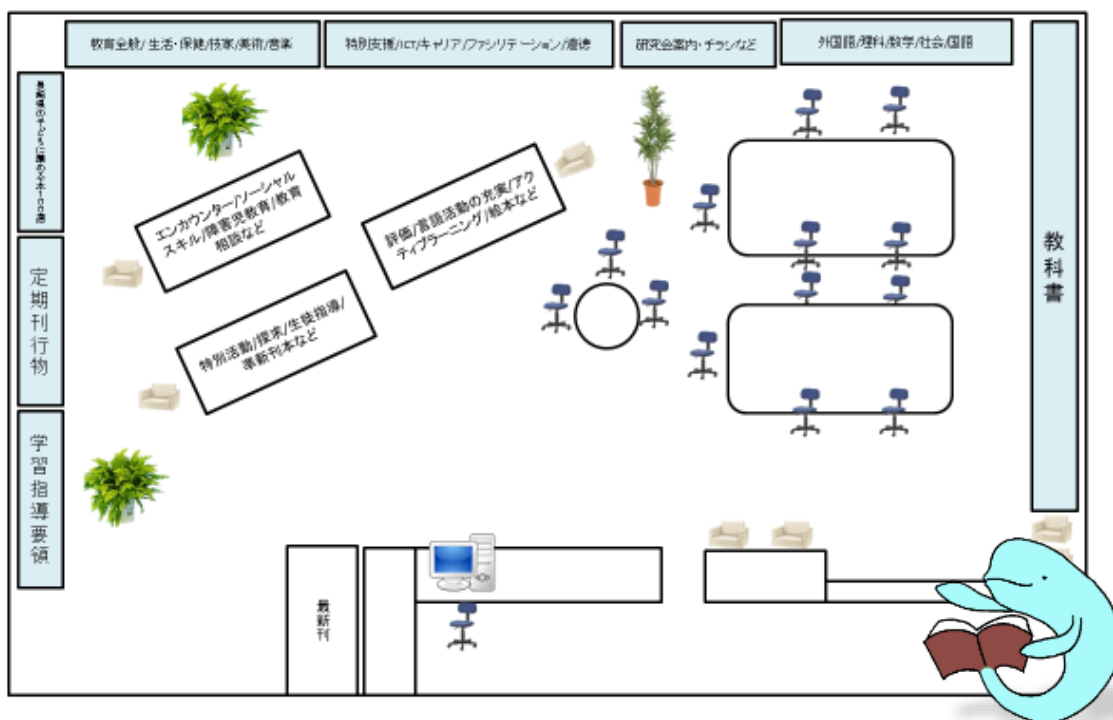 教育全般/生活・保健/技家/美術/音楽
特別支援/ICT/キャリア/ファシリテーション/道徳
研究会案内・チラシなど
外国語/理科/数学/社会/国語
定期刊行物
学習指導要領
エンカウンター/ソーシャル
スキル/障害児教育/教育
相談など
特別活動/探求/生徒指導/
準新刊本など
評価/言語活動の充実/アク
ティブラーニング/絵本など
教科書
最新刊